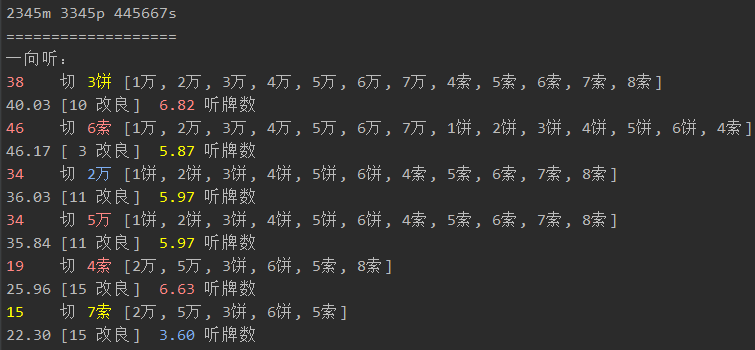 2345m 3345p 445667s
===================
一向听:
38 切 3饼 [1万, 2万, 3万, 4万, 5万, 6万, 7万, 4索, 5索, 6索, 7索, 8索]
40.03 [10 改良] 6.82 听牌数
46 切 6索 [1万, 2万, 3万, 4万, 5万, 6万, 7万, 1饼, 2饼, 3饼, 4饼, 5饼, 6饼, 4索]
46.17 [ 3 改良] 5.87 听牌数
34 切 2万 [1饼, 2饼, 3饼, 4饼, 5饼, 6饼, 4索, 5索, 6索, 7索, 8索]
36.03 [11 改良] 5.97 听牌数
34 切 5万 [1饼, 2饼, 3饼, 4饼, 5饼, 6饼, 4索, 5索, 6索, 7索, 8索]
35.84 [11 改良] 5.97 听牌数
19 切 4索 [2万, 5万, 3饼, 6饼, 5索, 8索]
25.96 [15 改良] 6.63 听牌数
15 切 7索 [2万, 5万, 3饼, 6饼, 5索]
22.30 [15 改良] 3.60 听牌数